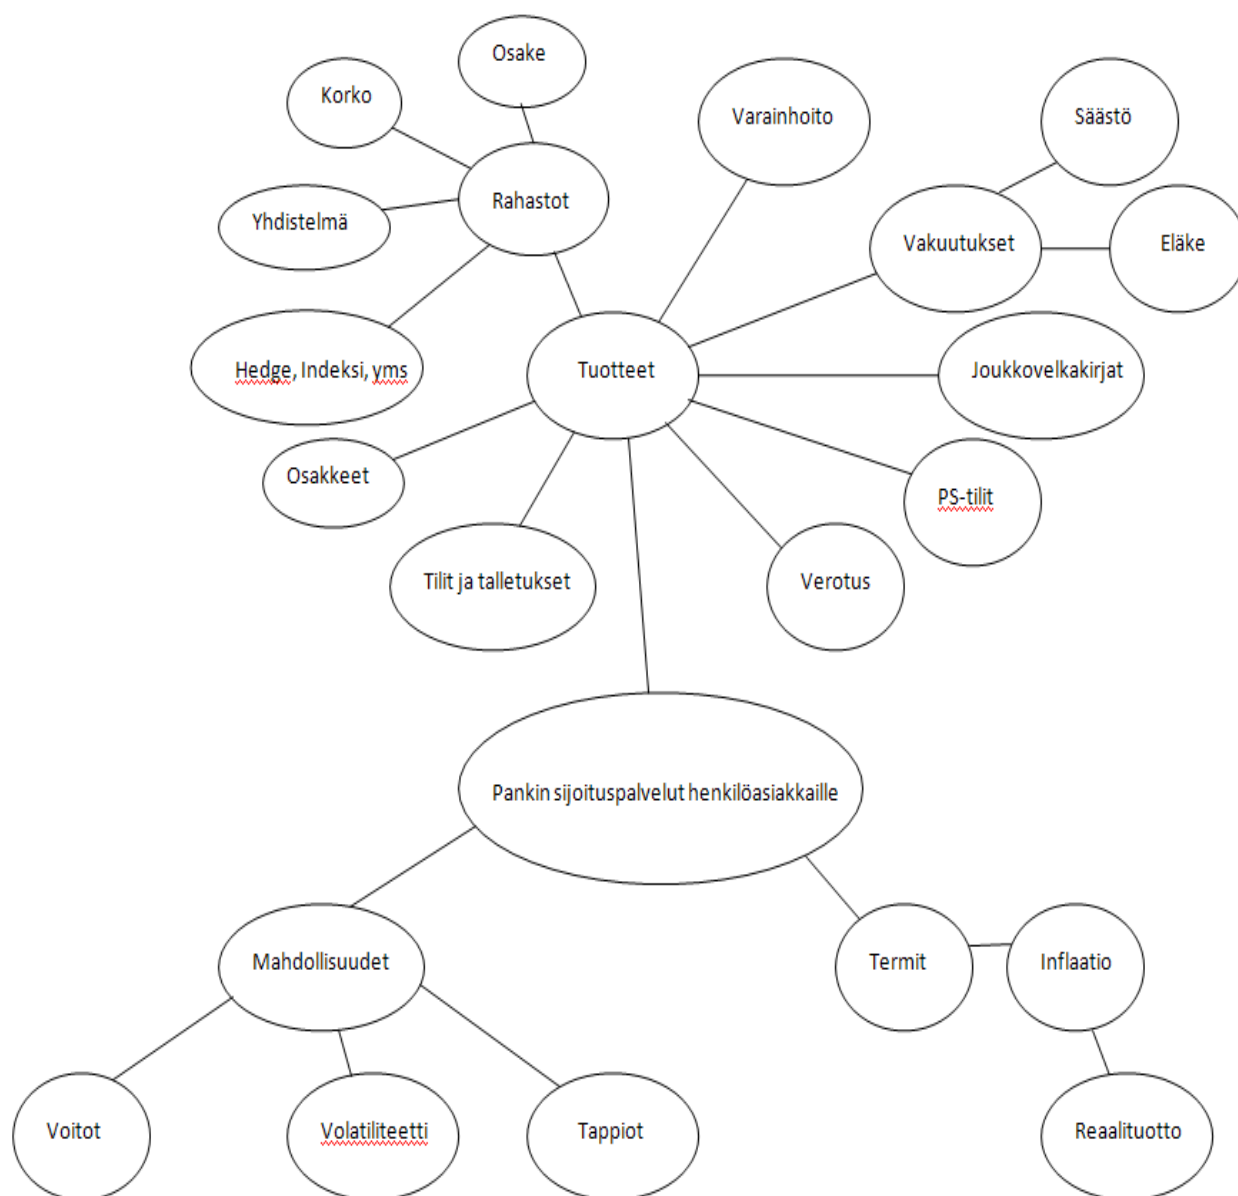 Osake
Korko
Varainhoito
Säästö
Rahastot
Yhdistelmä
Vakuutukset
Eläke
Hedge, Indeksi, yms
Tuotteet
Joukkovelkakirjat
Osakkeet
PS-tilit
Tilit ja talletukset
Verotus
Pankin sijoituspalvelut henkilöasiakkaille
Mahdollisuudet
Termit
Inflaatio
Voitot
Volatiliteetti
Tappiot
Reaalituotto